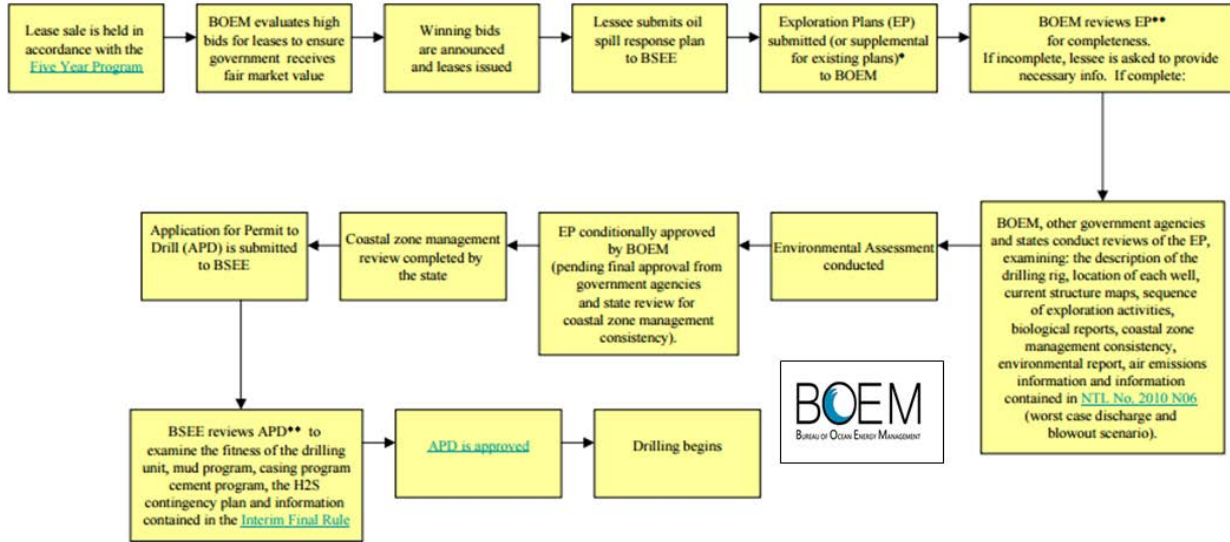 Lease sale is held in
accordance with the
Five Year Program
BOEM evaluates high
bids for leases to ensure
government receives
fair market value
Winning bids
are announced
and leases issued
Lessee submits oil
spill response plan
to BSEE
Exploration Plans (EP)
submitted (or supplemental
for existing plans)*
to BOEM
BOEM reviews EP**
for completeness.
If incomplete, lessee is asked to provide
necessary info. If complete:
BOEM, other government agencies
and states conduct reviews of the EP,
examining: the description of the
drilling rig, location of each well,
current structure maps, sequence
of exploration activities,
biological reports, coastal zone
management consistency,
environmental report, air emissions
information and information
contained in NTL No. 2010 N06
(worst case discharge and
blowout scenario).
Environmental Assessment
conducted
EP conditionally approved
by BOEM
(pending final approval from
government agencies
and state review for
coastal zone management
consistency).
Coastal zone management
review completed by
the state
Application for Permit to
Drill (APD) is submitted
to BSEE
BSEE reviews APD** to
examine the fitness of the drilling
unit, mud program, casing program
cement program, the H2S
contingency plan and information
contained in the Interim Final Rule
APD is approved
Drilling begins
BOEM
BUREAU OF OCEAN ENERGY MANAGEMENT